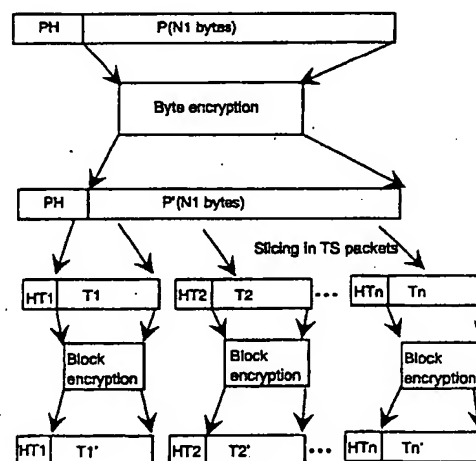 PH P(N1 bytes)
Byte encryption
PH P'(N1 bytes)
Slicing in TS packets
HT1 T1 HT2 T2 ... HTn Tn
Block encryption
Block encryption
Block encryption
HT1 T1' HT2 T2' ... HTn Tn'